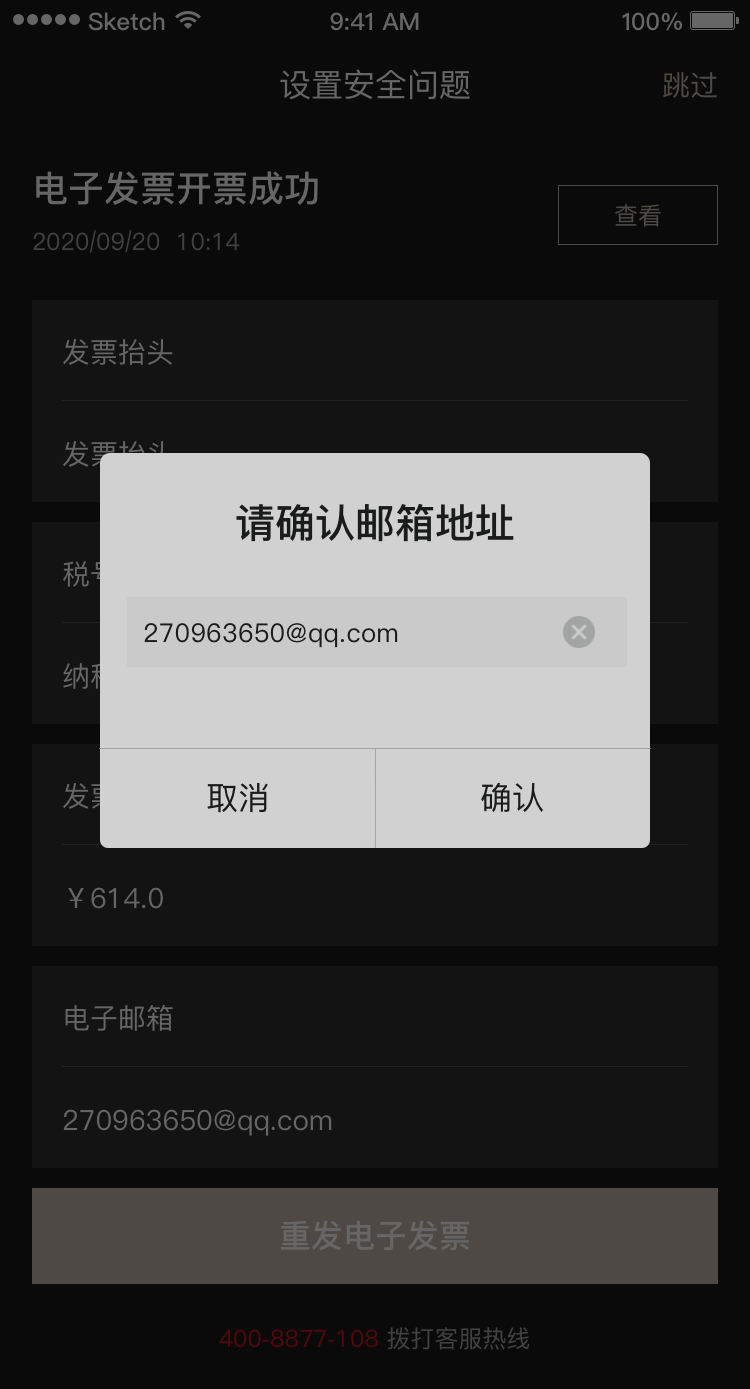 Sketch 9:41 AM 100%
设置安全问题 跳过
电子发票开票成功
查看
2020/09/20 10:14
发票抬头
发票抬头
请确认邮箱地址
税号
270963650@qq.com
纳税
发票
取消 确认
￥614.0
电子邮箱
270963650@qq.com
重发电子发票
400-8877-108 拨打客服热线